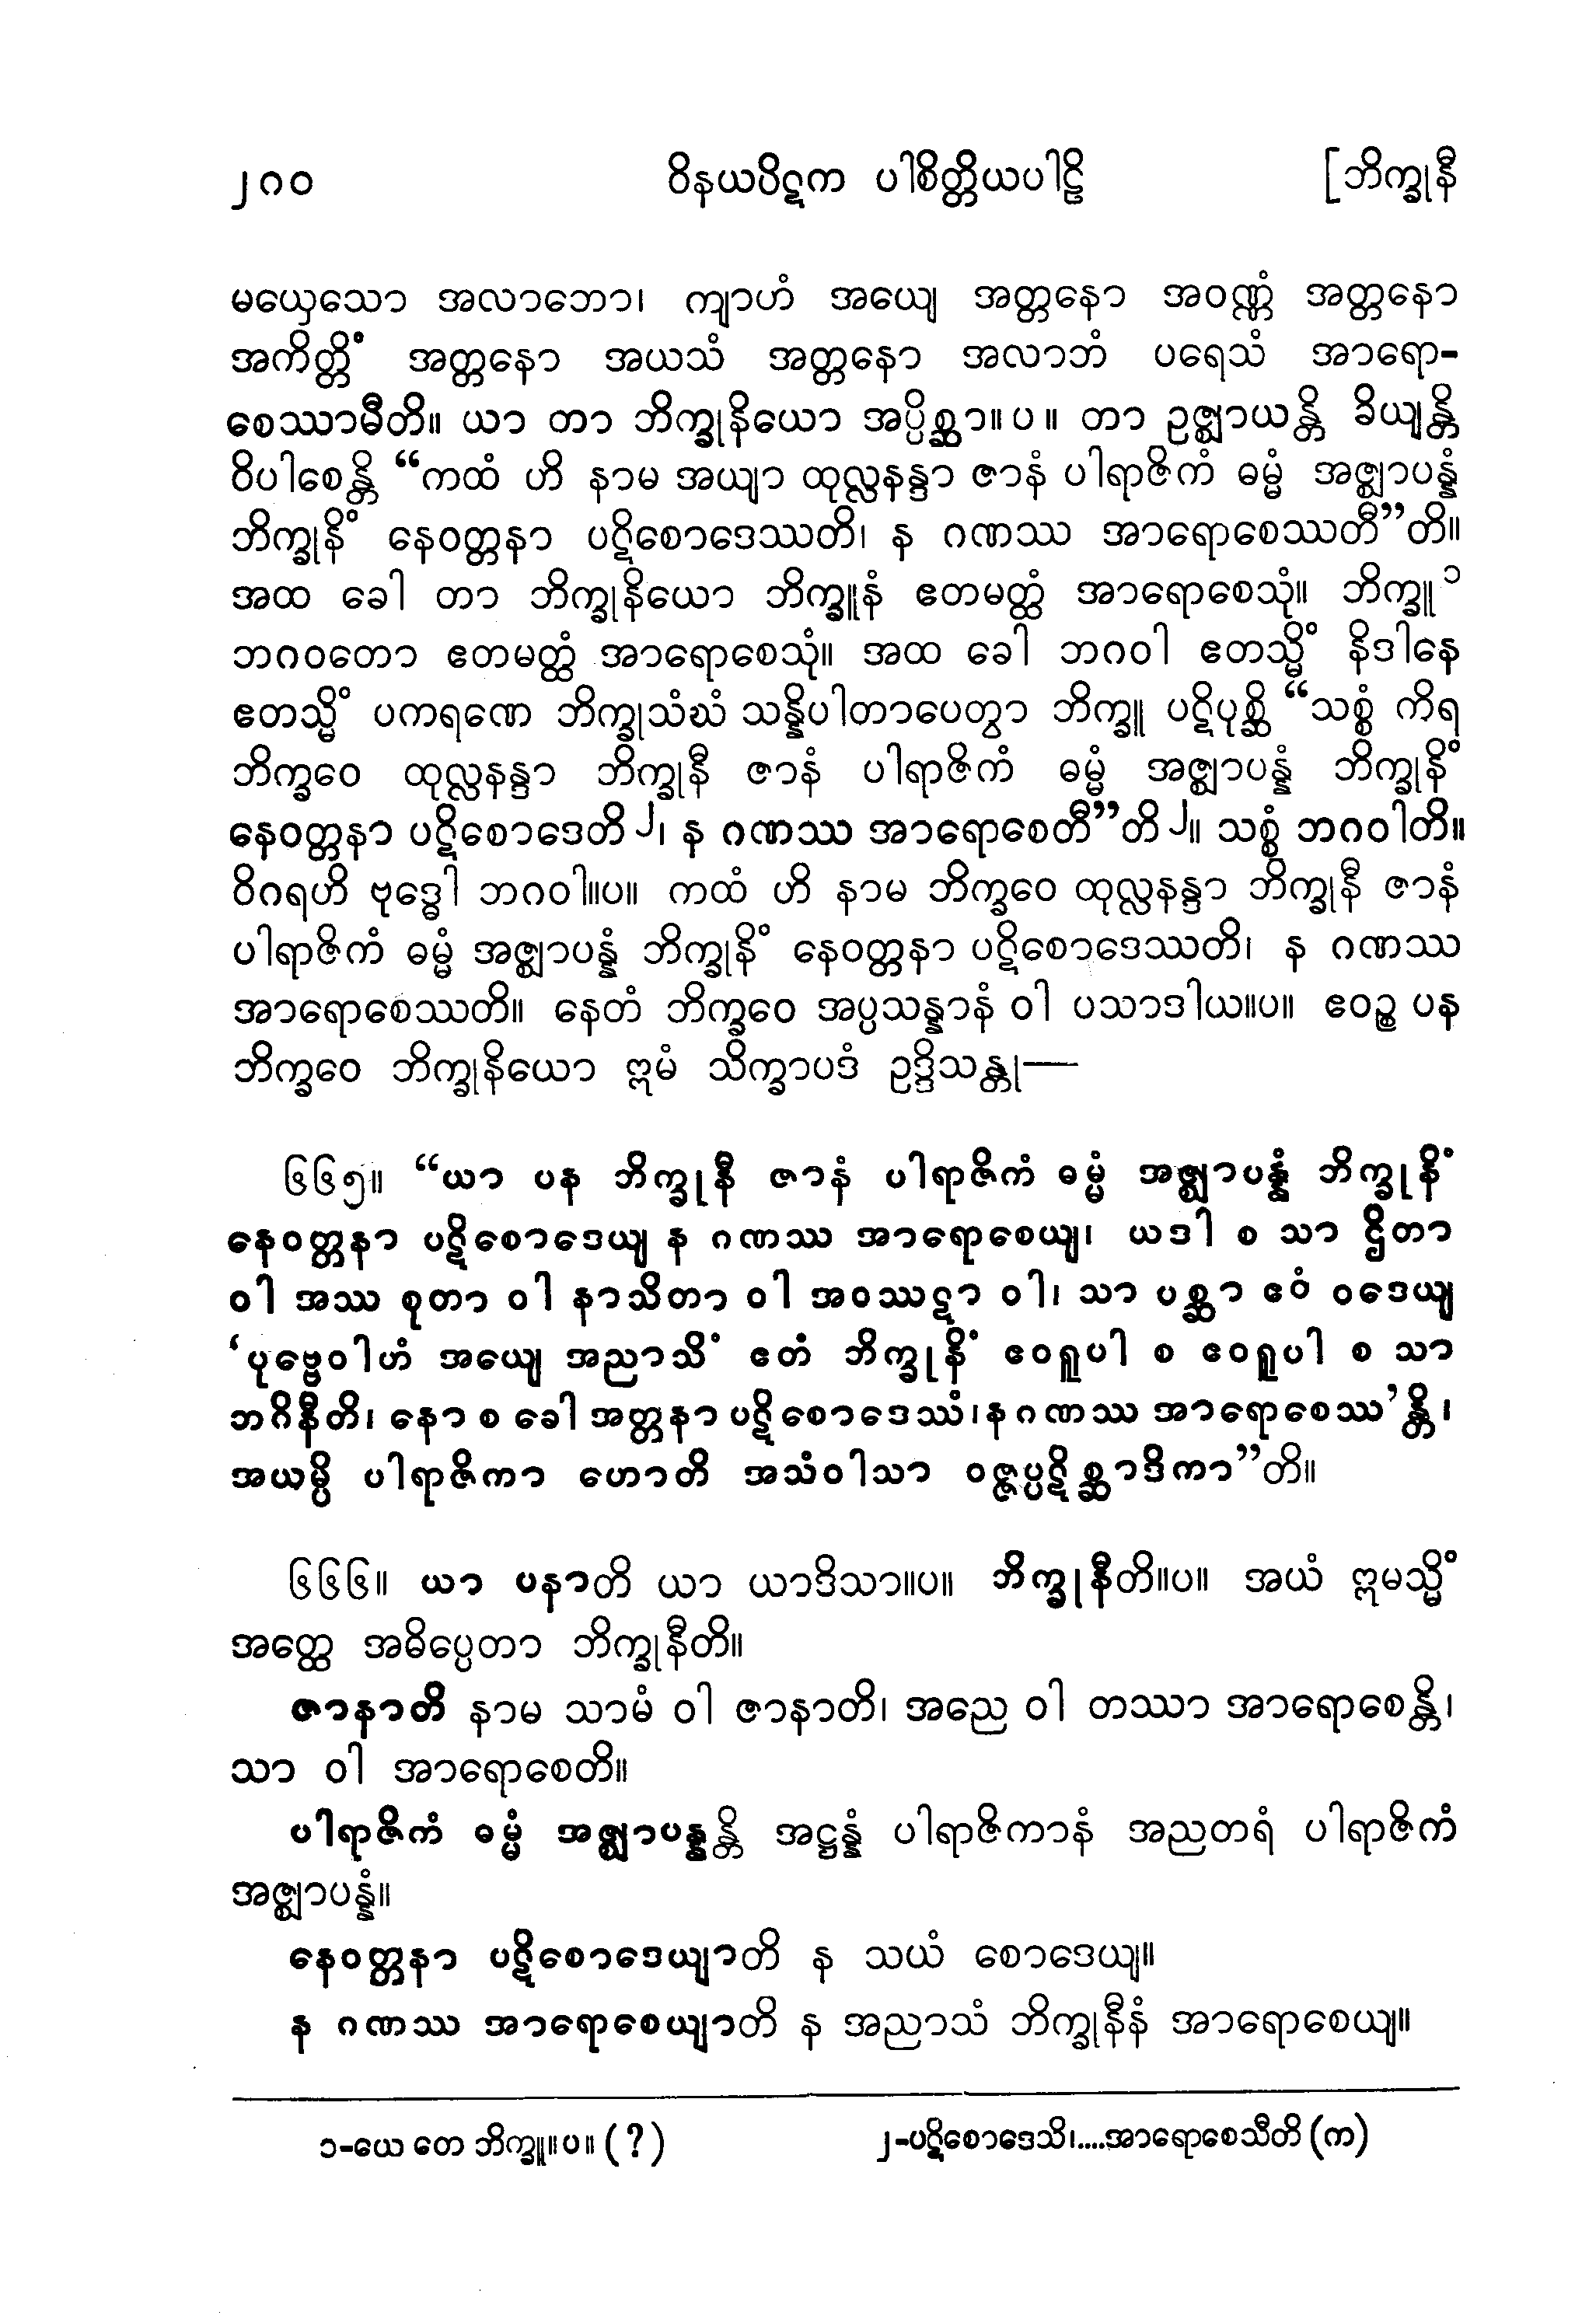 ၂၈၀ ဝိနယပိဋက ပါစိတ္တိယပါဠိ [ဘိက္ခုနီ
မယှေသော အလာဘော၊ ကျာဟံ အယျေ အတ္တနော အဝဏ္ဏံ အတ္တနော
အကိတ္တိံ အတ္တနော အယသံ အတ္တနော အလာဘံ ပရေသံ အာရော-
စေဿာမီတိ။ ယာ တာ ဘိက္ခုနိယော အပ္ပိစ္ဆာ။ပ။ တာ ဥဇ္ဈာယန္တိ ခိယျန္တိ
ဝိပါစေန္တိ “ကထံ ဟိ နာမ အယျာ ထုလ္လနန္ဒာ ဇာနံ ပါရာဇိကံ ဓမ္မံ အဇ္ဈာပန္နံ
ဘိက္ခုနိံ နေဝတ္တနာ ပဋိစောဒေဿတိ၊ န ဂဏဿ အာရောစေဿတီ”တိ။
အထ ခေါ တာ ဘိက္ခုနိယော ဘိက္ခူနံ ဧတမတ္ထံ အာရောစေသုံ။ ဘိက္ခူ ၁
ဘဂဝတော ဧတမတ္ထံ အာရောစေသုံ။ အထ ခေါ ဘဂဝါ ဧတသ္မိံ နိဒါနေ
ဧတသ္မိံ ပကရဏေ ဘိက္ခုသံဃံ သန္နိပါတာပေတွာ ဘိက္ခူ ပဋိပုစ္ဆိ “သစ္စံ ကိရ
ဘိက္ခဝေ ထုလ္လနန္ဒာ ဘိက္ခုနီ ဇာနံ ပါရာဇိကံ ဓမ္မံ အဇ္ဈာပန္နံ ဘိက္ခုနိံ
နေဝတ္တနာ ပဋိစောဒေတိ ၂၊ န ဂဏဿ အာရောစေတီ”တိ ၂။ သစ္စံ ဘဂဝါတိ။
ဝိဂရဟိ ဗုဒ္ဓေါ ဘဂဝါ။ပ။ ကထံ ဟိ နာမ ဘိက္ခဝေ ထုလ္လနန္ဒာ ဘိက္ခုနီ ဇာနံ
ပါရာဇိကံ ဓမ္မံ အဇ္ဈာပန္နံ ဘိက္ခုနိံ နေဝတ္တနာ ပဋိစောဒေဿတိ၊ န ဂဏဿ
အာရောစေဿတိ။ နေတံ ဘိက္ခဝေ အပ္ပသန္နာနံ ဝါ ပသာဒါယ။ပ။ ဧဝဉ္စ ပန
ဘိက္ခဝေ ဘိက္ခုနိယော ဣမံ သိက္ခာပဒံ ဥဒ္ဒိသန္တု—
၆၆၅။ “ယာ ပန ဘိက္ခုနီ ဇာနံ ပါရာဇိကံ ဓမ္မံ အဇ္ဈာပန္နံ ဘိက္ခုနိံ
နေဝတ္တနာ ပဋိစောဒေယျ န ဂဏဿ အာရောစေယျ၊ ယဒါ စ သာ ဌိတာ
ဝါ အဿ စုတာ ဝါ နာသိတာ ဝါ အဝဿဋာ ဝါ၊ သာ ပစ္ဆာ ဧဝံ ဝဒေယျ
‘ပုဗ္ဗေဝါဟံ အယျေ အညာသိံ ဧတံ ဘိက္ခုနိံ ဧဝရူပါ စ ဧဝရူပါ စ သာ
ဘဂိနီတိ၊ နော စ ခေါ အတ္တနာ ပဋိစောဒေဿံ၊ န ဂဏဿ အာရောစေဿ’န္တိ၊
အယမ္ပိ ပါရာဇိကာ ဟောတိ အသံဝါသာ ဝဇ္ဇပ္ပဋိစ္ဆာဒိကာ”တိ။
၆၆၆။ ယာ ပနာတိ ယာ ယာဒိသာ။ပ။ ဘိက္ခုနီတိ။ပ။ အယံ ဣမသ္မိံ
အတ္ထေ အဓိပ္ပေတာ ဘိက္ခုနီတိ။
ဇာနာတိ နာမ သာမံ ဝါ ဇာနာတိ၊ အညေ ဝါ တဿာ အာရောစေန္တိ၊
သာ ဝါ အာရောစေတိ။
ပါရာဇိကံ ဓမ္မံ အဇ္ဈာပန္နန္တိ အဋ္ဌန္နံ ပါရာဇိကာနံ အညတရံ ပါရာဇိကံ
အဇ္ဈာပန္နံ။
နေဝတ္တနာ ပဋိစောဒေယျာတိ န သယံ စောဒေယျ။
န ဂဏဿ အာရောစေယျာတိ န အညာသံ ဘိက္ခုနီနံ အာရောစေယျ။
၁-ယေ တေ ဘိက္ခူ။ပ။ (?) ၂-ပဋိစောဒေသိ၊....အာရောစေသီတိ (က)